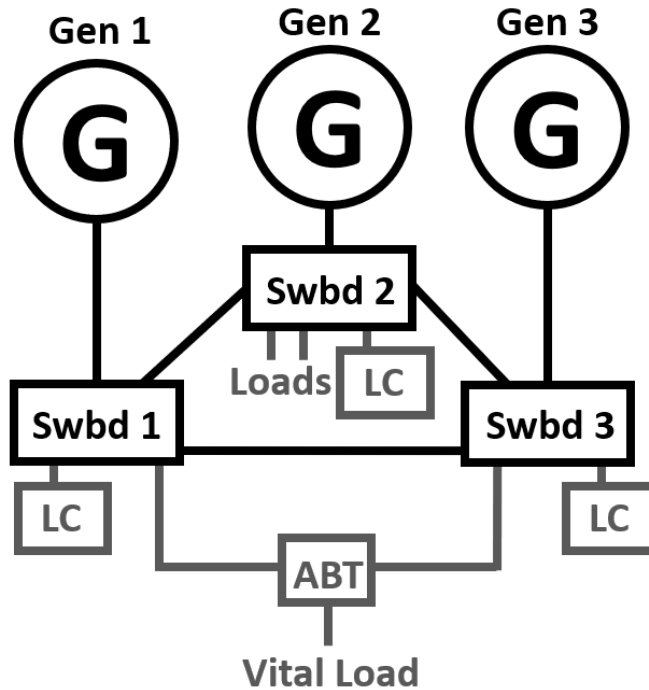 Gen 1
Gen 2
Gen 3
G
G
G
Swbd 2
Loads
LC
Swbd 1
Swbd 3
LC
LC
ABT
Vital Load